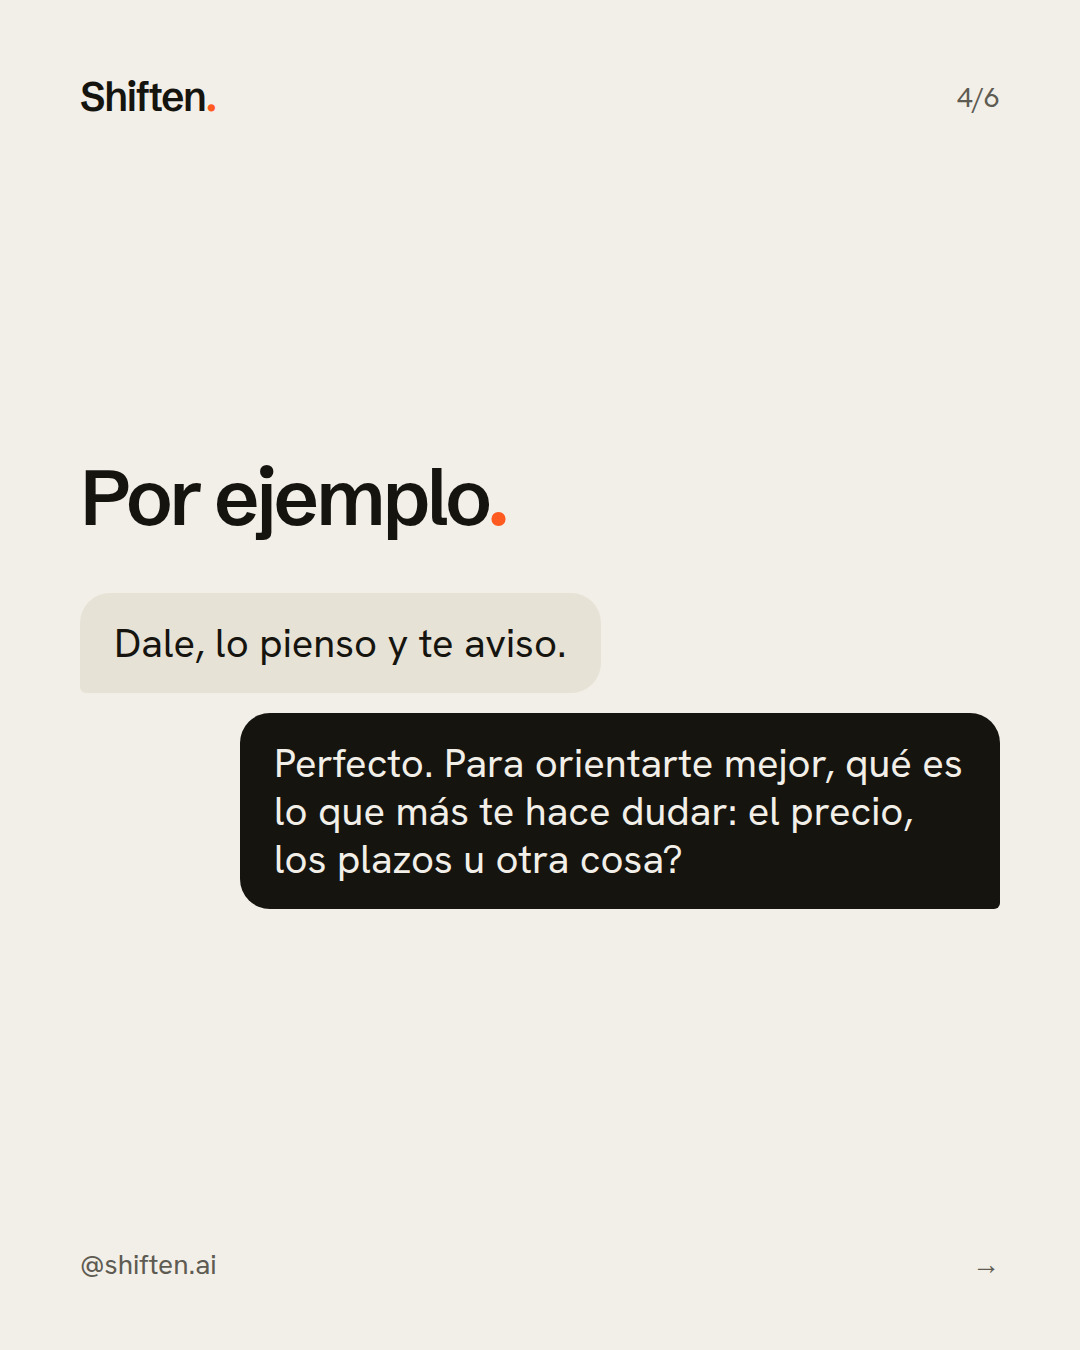 Shiften.
4/6
Por ejemplo.
Dale, lo pienso y te aviso.
Perfecto. Para orientarte mejor, qué es
lo que más te hace dudar: el precio,
los plazos u otra cosa?
@shiften.ai
→